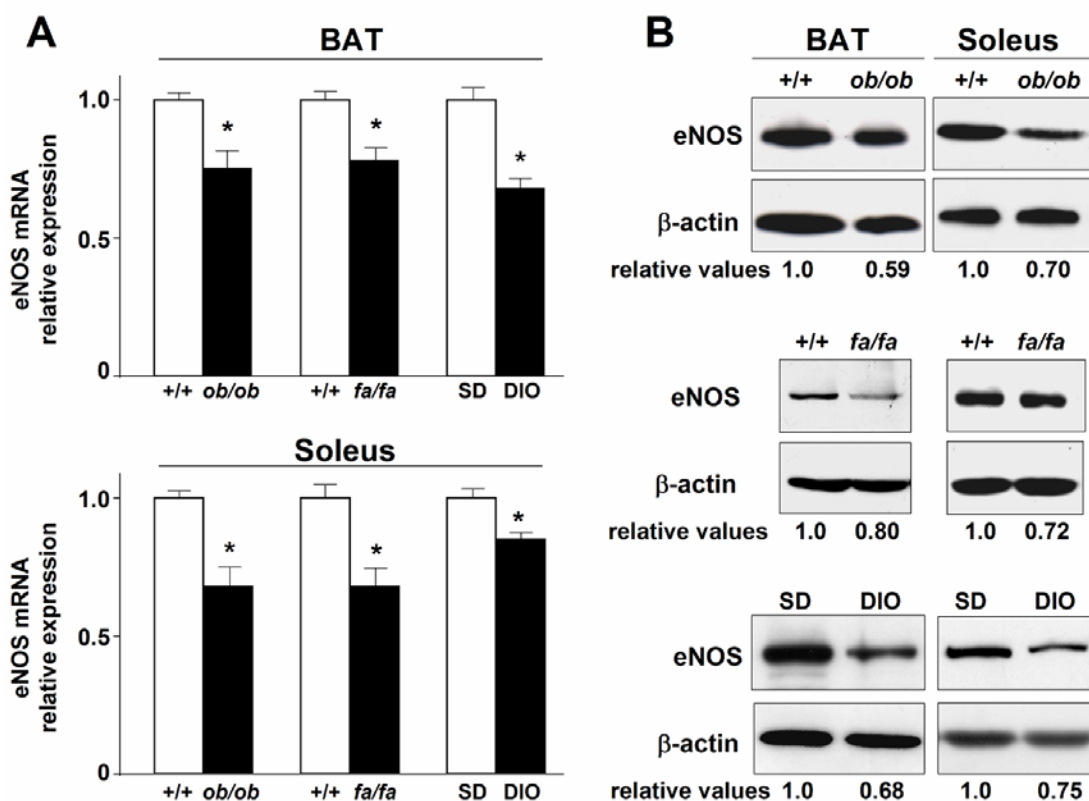 A
BAT
eNOS mRNA
relative expression
1.0
0.5
0
* * *
+/+ ob/ob +/+ fa/fa SD DIO
Soleus
eNOS mRNA
relative expression
1.0
0.5
0
* * *
+/+ ob/ob +/+ fa/fa SD DIO
B
BAT Soleus
+/+ ob/ob +/+ ob/ob
eNOS
β-actin
relative values 1.0 0.59 1.0 0.70
+/+ fa/fa +/+ fa/fa
eNOS
β-actin
relative values 1.0 0.80 1.0 0.72
SD DIO SD DIO
eNOS
β-actin
relative values 1.0 0.68 1.0 0.75